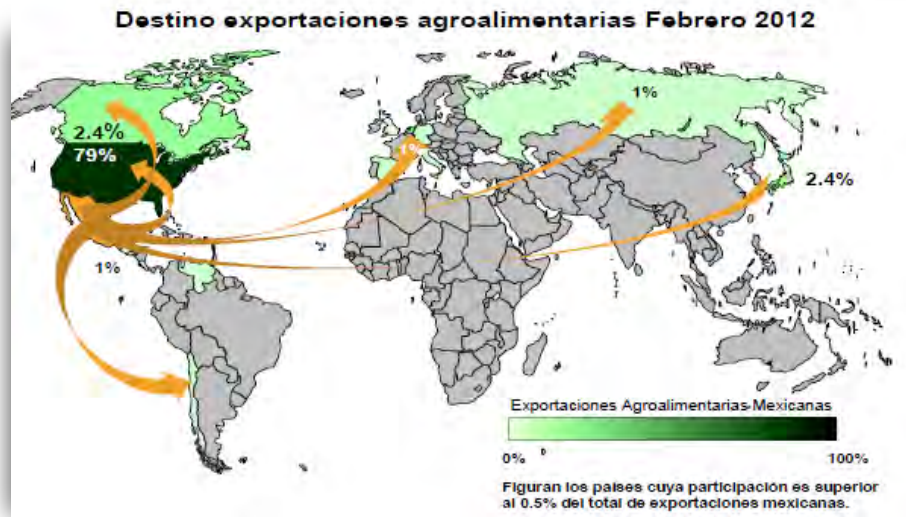 Destino exportaciones agroalimentarias Febrero 2012
1%
2.4%
79%
1%
2.4%
1%
Exportaciones Agroalimentarias Mexicanas
0%
100%
Figuran los países cuya participación es superior
al 0.5% del total de exportaciones mexicanas.